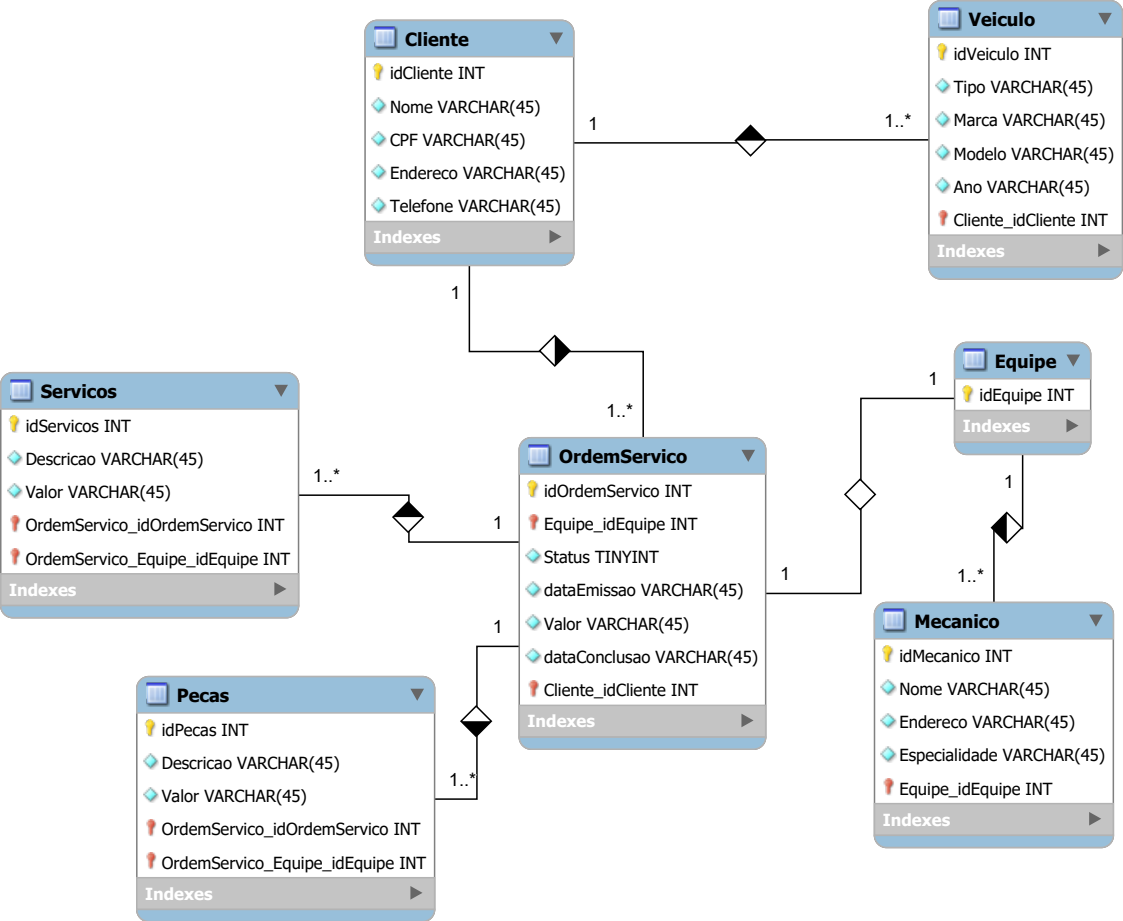 Cliente
idCliente INT
Nome VARCHAR(45)
CPF VARCHAR(45)
Endereco VARCHAR(45)
Telefone VARCHAR(45)
Indexes
Veiculo
idVeiculo INT
Tipo VARCHAR(45)
Marca VARCHAR(45)
Modelo VARCHAR(45)
Ano VARCHAR(45)
Cliente_idCliente INT
Indexes
1
1..*
1
1..*
Servicos
idServicos INT
Descricao VARCHAR(45)
Valor VARCHAR(45)
OrdemServico_idOrdemServico INT
OrdemServico_Equipe_idEquipe INT
Indexes
1..*
1
OrdemServico
idOrdemServico INT
Equipe_idEquipe INT
Status TINYINT
dataEmissao VARCHAR(45)
Valor VARCHAR(45)
dataConclusao VARCHAR(45)
Cliente_idCliente INT
Indexes
1
1
Equipe
idEquipe INT
Indexes
1
1..*
Mecanico
idMecanico INT
Nome VARCHAR(45)
Endereco VARCHAR(45)
Especialidade VARCHAR(45)
Equipe_idEquipe INT
Indexes
1
1..*
Pecas
idPecas INT
Descricao VARCHAR(45)
Valor VARCHAR(45)
OrdemServico_idOrdemServico INT
OrdemServico_Equipe_idEquipe INT
Indexes